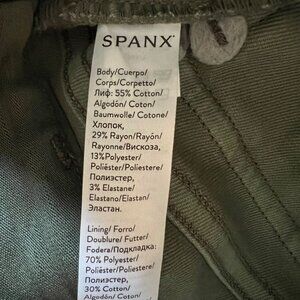 SPANX
Body/Cuerpo/
Corps/Corpetto/
Лиф: 55% Cotton/
Algodón/ Coton/
Baumwolle/ Cotone/
Хлопок,
29% Rayon/Rayón/
Rayonne/Вискоза,
13%Polyester/
Poliéster/Poliestere/
Полиэстер,
3% Elastane/
Elastano/Elastan/
Эластан.
Lining/ Forro/
Doublure/ Futter/
Fodera/Подкладка:
70% Polyester/
Poliéster/Poliestere/
Полиэстер,
30% Cotton
Algodón/ Coton/